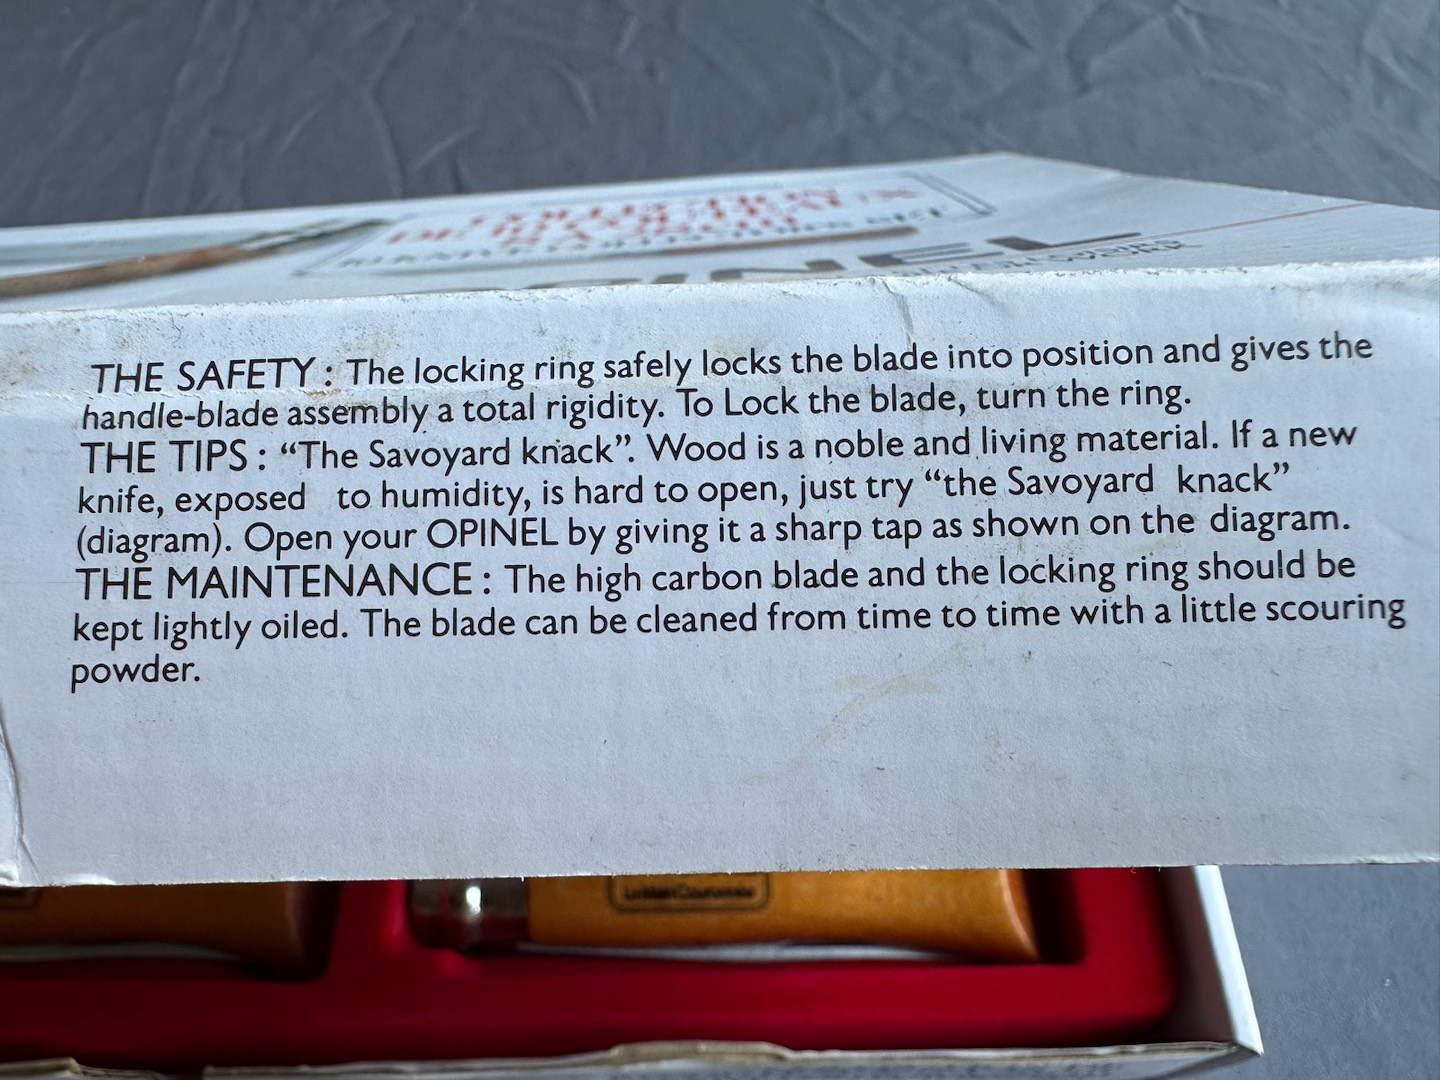 THE SAFETY : The locking ring safely locks the blade into position and gives the
handle-blade assembly a total rigidity. To Lock the blade, turn the ring.
THE TIPS : “The Savoyard knack”. Wood is a noble and living material. If a new
knife, exposed to humidity, is hard to open, just try “the Savoyard knack”
(diagram). Open your OPINEL by giving it a sharp tap as shown on the diagram.
THE MAINTENANCE : The high carbon blade and the locking ring should be
kept lightly oiled. The blade can be cleaned from time to time with a little scouring
powder.